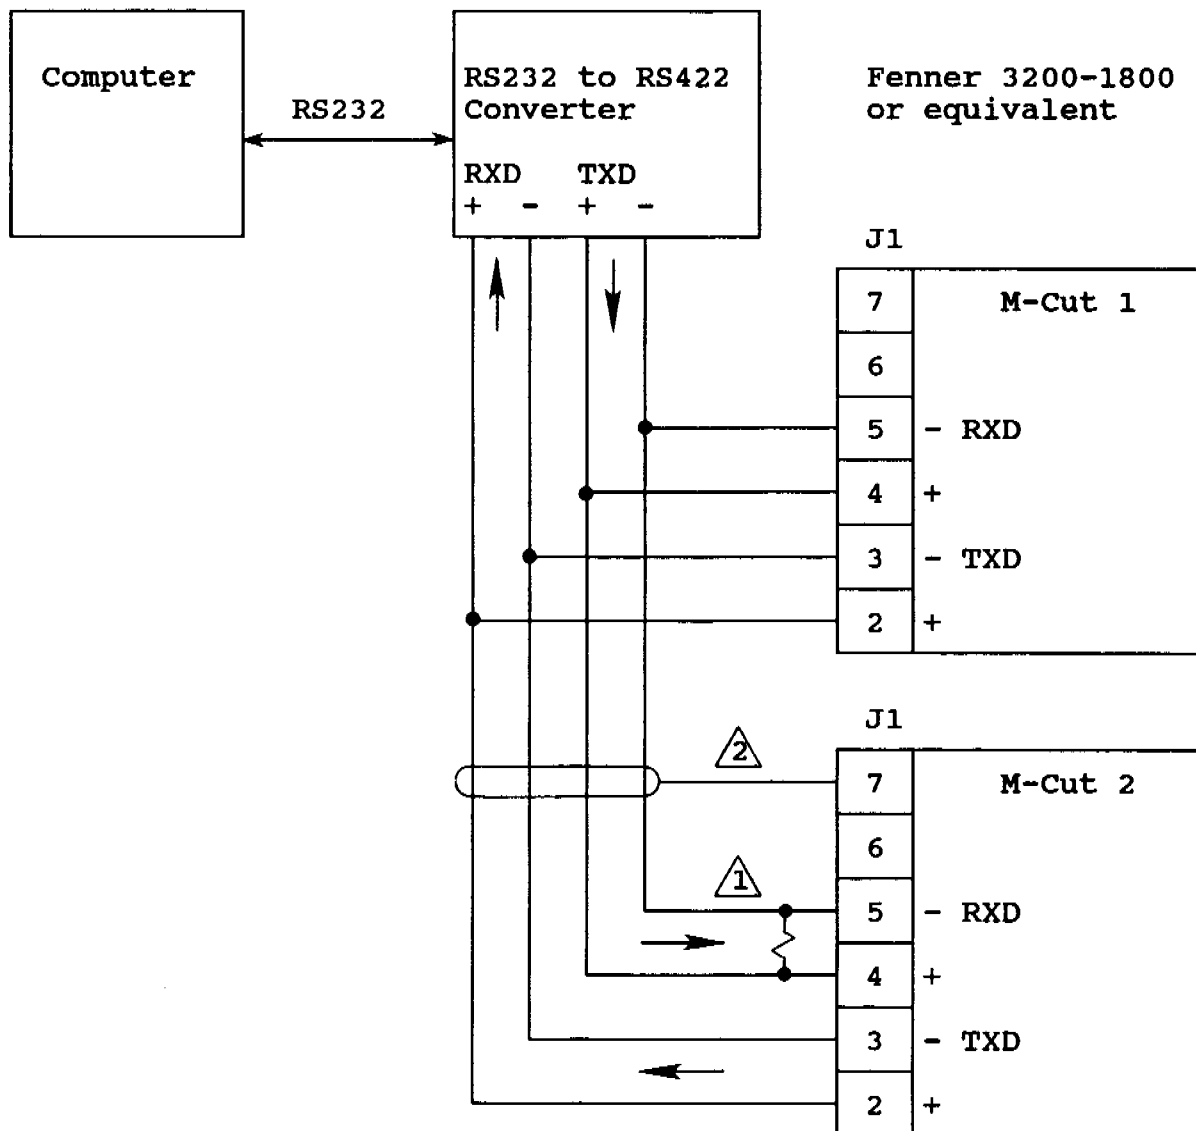 Computer
RS232
RS232 to RS422
Converter
RXD TXD
+ - + -
Fenner 3200-1800
or equivalent
J1
7 M-Cut 1
6
5 - RXD
4 +
3 - TXD
2 +
J1
2
7 M-Cut 2
6
1
5 - RXD
4 +
3 - TXD
2 +